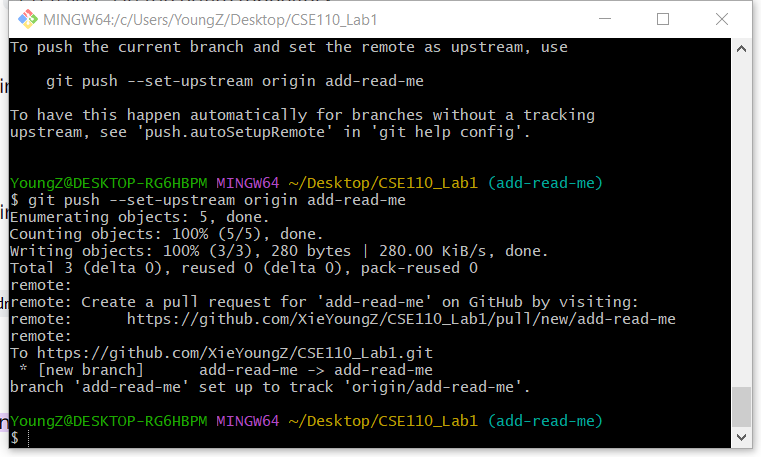 MINGW64:/c/Users/YoungZ/Desktop/CSE110_Lab1
To push the current branch and set the remote as upstream, use
git push --set-upstream origin add-read-me
To have this happen automatically for branches without a tracking
upstream, see 'push.autoSetupRemote' in 'git help config'.
YoungZ@DESKTOP-RG6HBPM MINGW64 ~/Desktop/CSE110_Lab1 (add-read-me)
$ git push --set-upstream origin add-read-me
Enumerating objects: 5, done.
Counting objects: 100% (5/5), done.
Writing objects: 100% (3/3), 280 bytes | 280.00 KiB/s, done.
Total 3 (delta 0), reused 0 (delta 0), pack-reused 0
remote:
remote: Create a pull request for 'add-read-me' on GitHub by visiting:
remote:      https://github.com/XieYoungZ/CSE110_Lab1/pull/new/add-read-me
remote:
To https://github.com/XieYoungZ/CSE110_Lab1.git
 * [new branch]      add-read-me -> add-read-me
branch 'add-read-me' set up to track 'origin/add-read-me'.
YoungZ@DESKTOP-RG6HBPM MINGW64 ~/Desktop/CSE110_Lab1 (add-read-me)
$